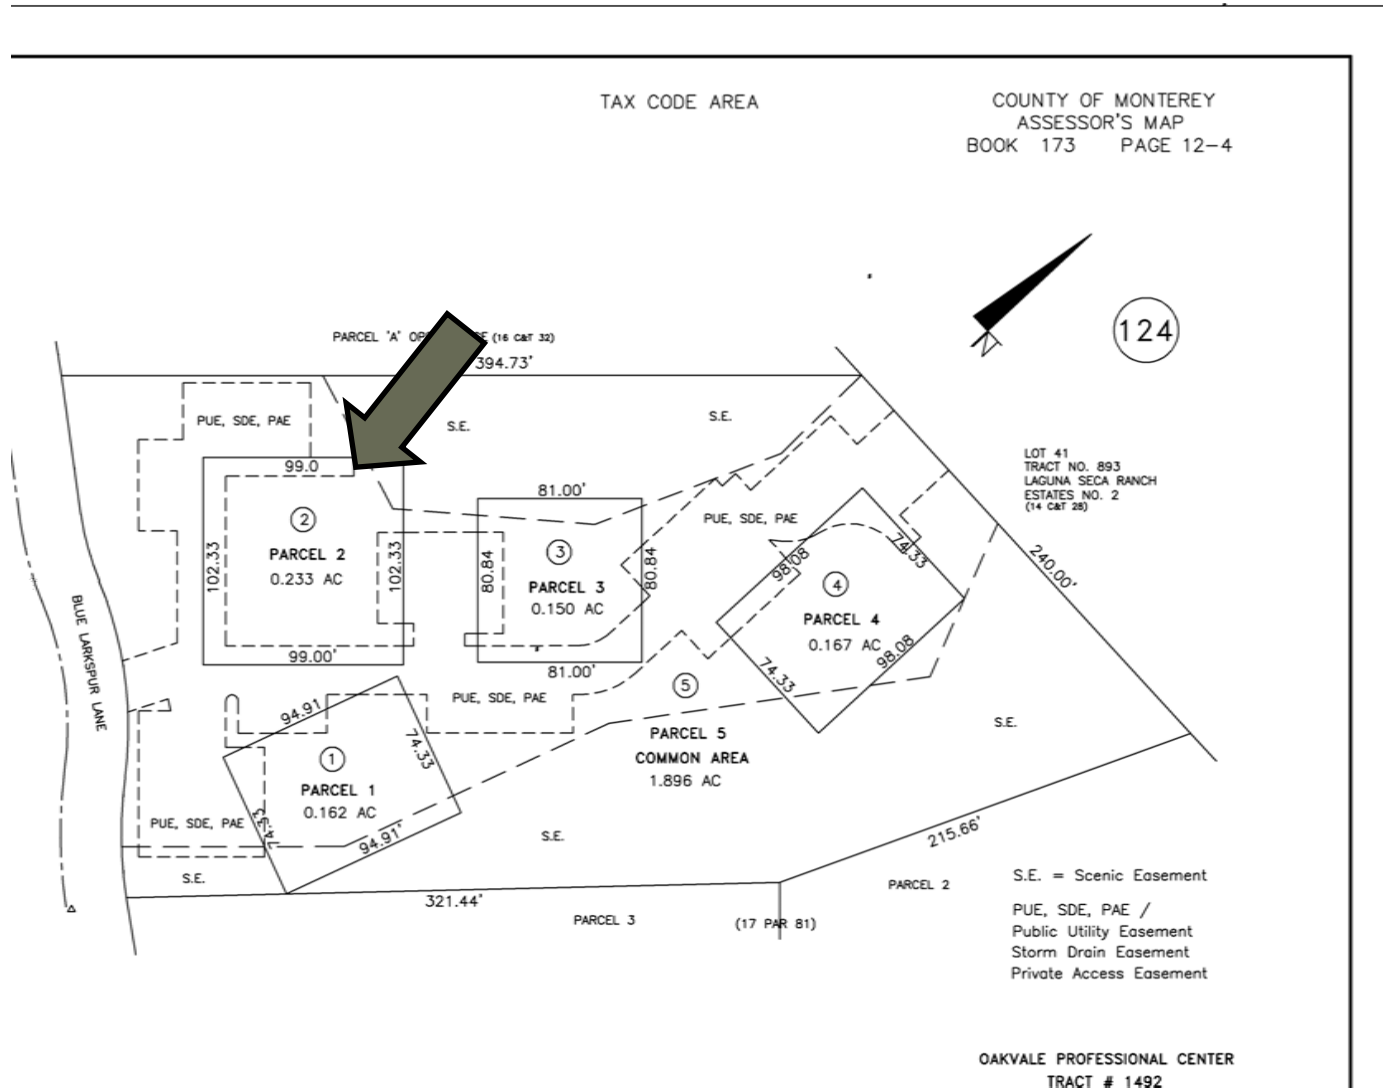 TAX CODE AREA
COUNTY OF MONTEREY
ASSESSOR'S MAP
BOOK 173 PAGE 12-4
124
PARCEL 'A' (16 C&T 32)
394.73'
PUE, SDE, PAE
S.E.
S.E.
LOT 41
TRACT NO. 893
LAGUNA SECA RANCH
ESTATES NO. 2
(14 C&T 28)
99.0
81.00'
2
PARCEL 2
0.233 AC
102.33
102.33
99.00'
80.84
3
PARCEL 3
0.150 AC
80.84
81.00'
PUE, SDE, PAE
98.08
74.33
240.00'
4
PARCEL 4
0.167 AC
98.08
74.33
BLUE LARKSPUR LANE
PUE, SDE, PAE
5
PARCEL 5
COMMON AREA
1.896 AC
94.91
74.33
1
PARCEL 1
0.162 AC
74.33
94.91'
PUE, SDE, PAE
S.E.
S.E.
S.E.
215.66'
321.44'
PARCEL 3
(17 PAR 81)
PARCEL 2
S.E. = Scenic Easement
PUE, SDE, PAE /
Public Utility Easement
Storm Drain Easement
Private Access Easement
OAKVALE PROFESSIONAL CENTER
TRACT # 1492